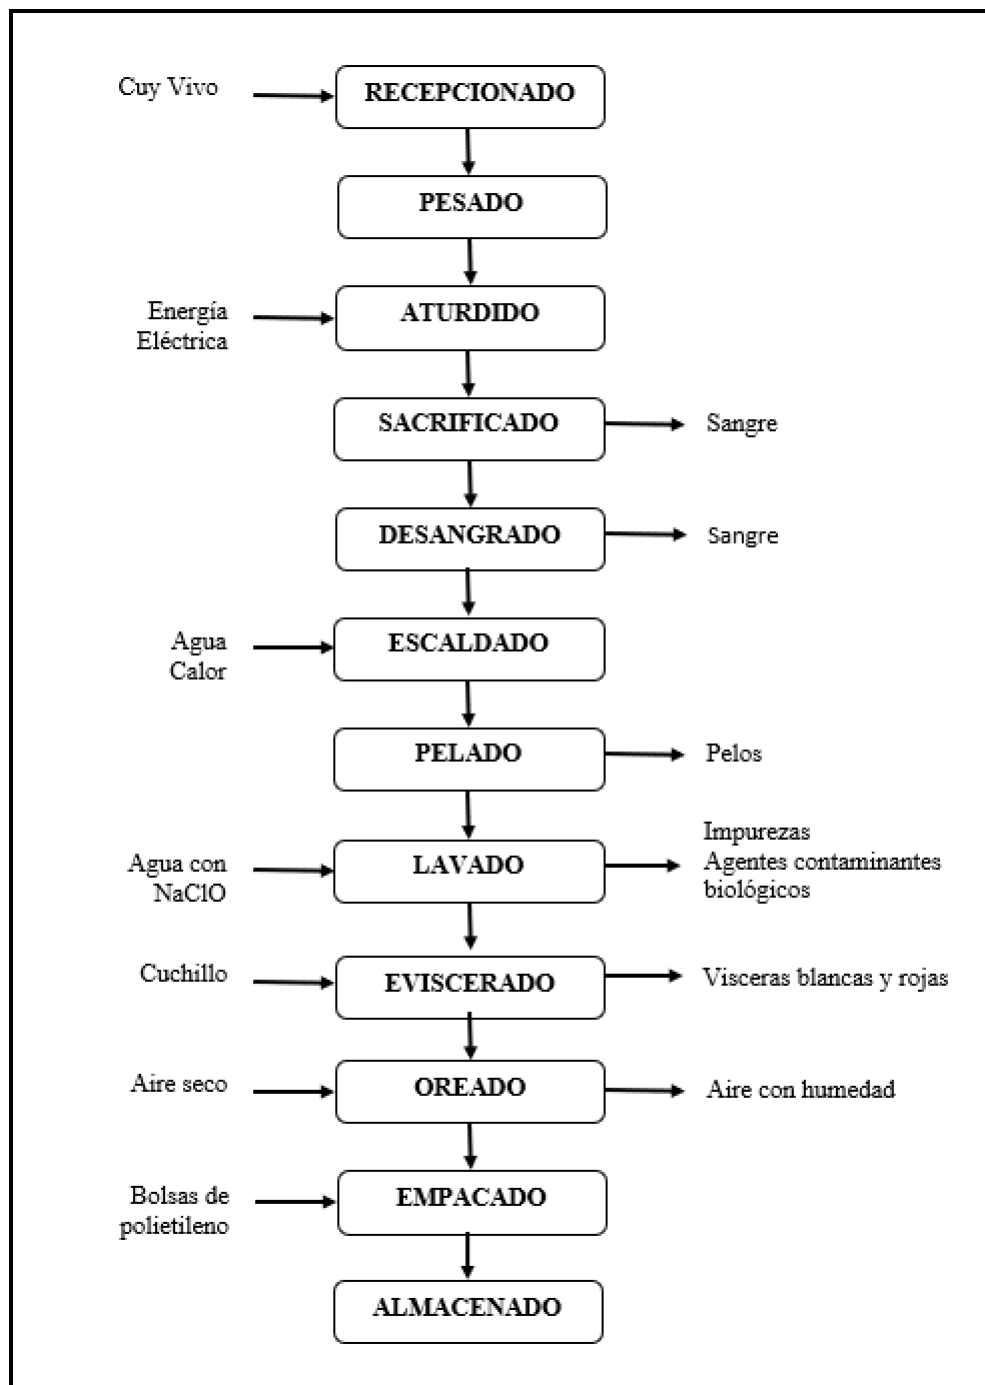 Cuy Vivo
RECEPCIONADO
PESADO
Energía
Eléctrica
ATURDIDO
SACRIFICADO
Sangre
DESANGRADO
Sangre
Agua
Calor
ESCALDADO
PELADO
Pelos
Agua con
NaClO
LAVADO
Impurezas
Agentes contaminantes
biológicos
Cuchillo
EVISCERADO
Visceras blancas y rojas
Aire seco
OREADO
Aire con humedad
Bolsas de
polietileno
EMPACADO
ALMACENADO